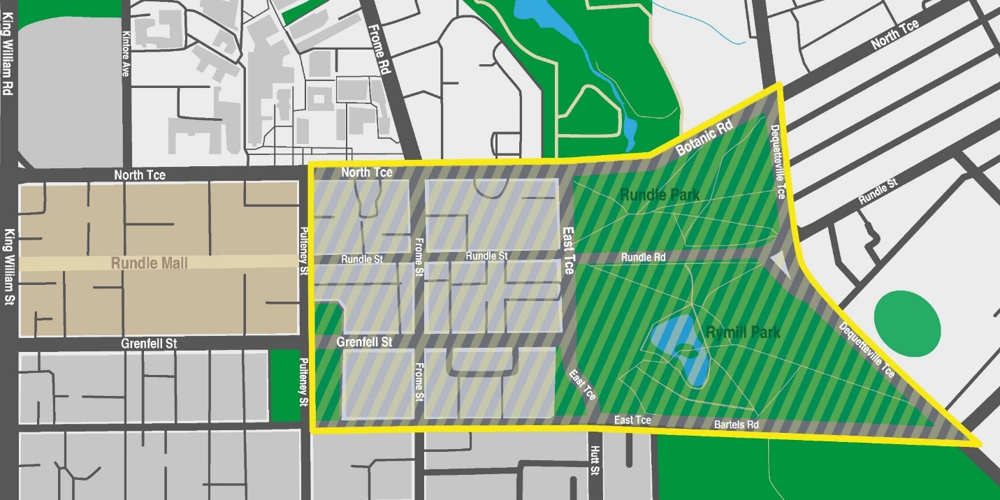 King William Rd
Kintore Ave
Frome Rd
North Tce
Botanic Rd
Dequetteville Tce
North Tce
North Tce
Rundle Park
Rundle St
King William St
Pulteney St
Frome St
East Tce
Rundle Mall
Rundle St
Rundle St
Rundle Rd
Rymill Park
Grenfell St
Grenfell St
Dequetteville Tce
Pulteney St
Frome St
East Tce
East Tce
Bartels Rd
Hutt St